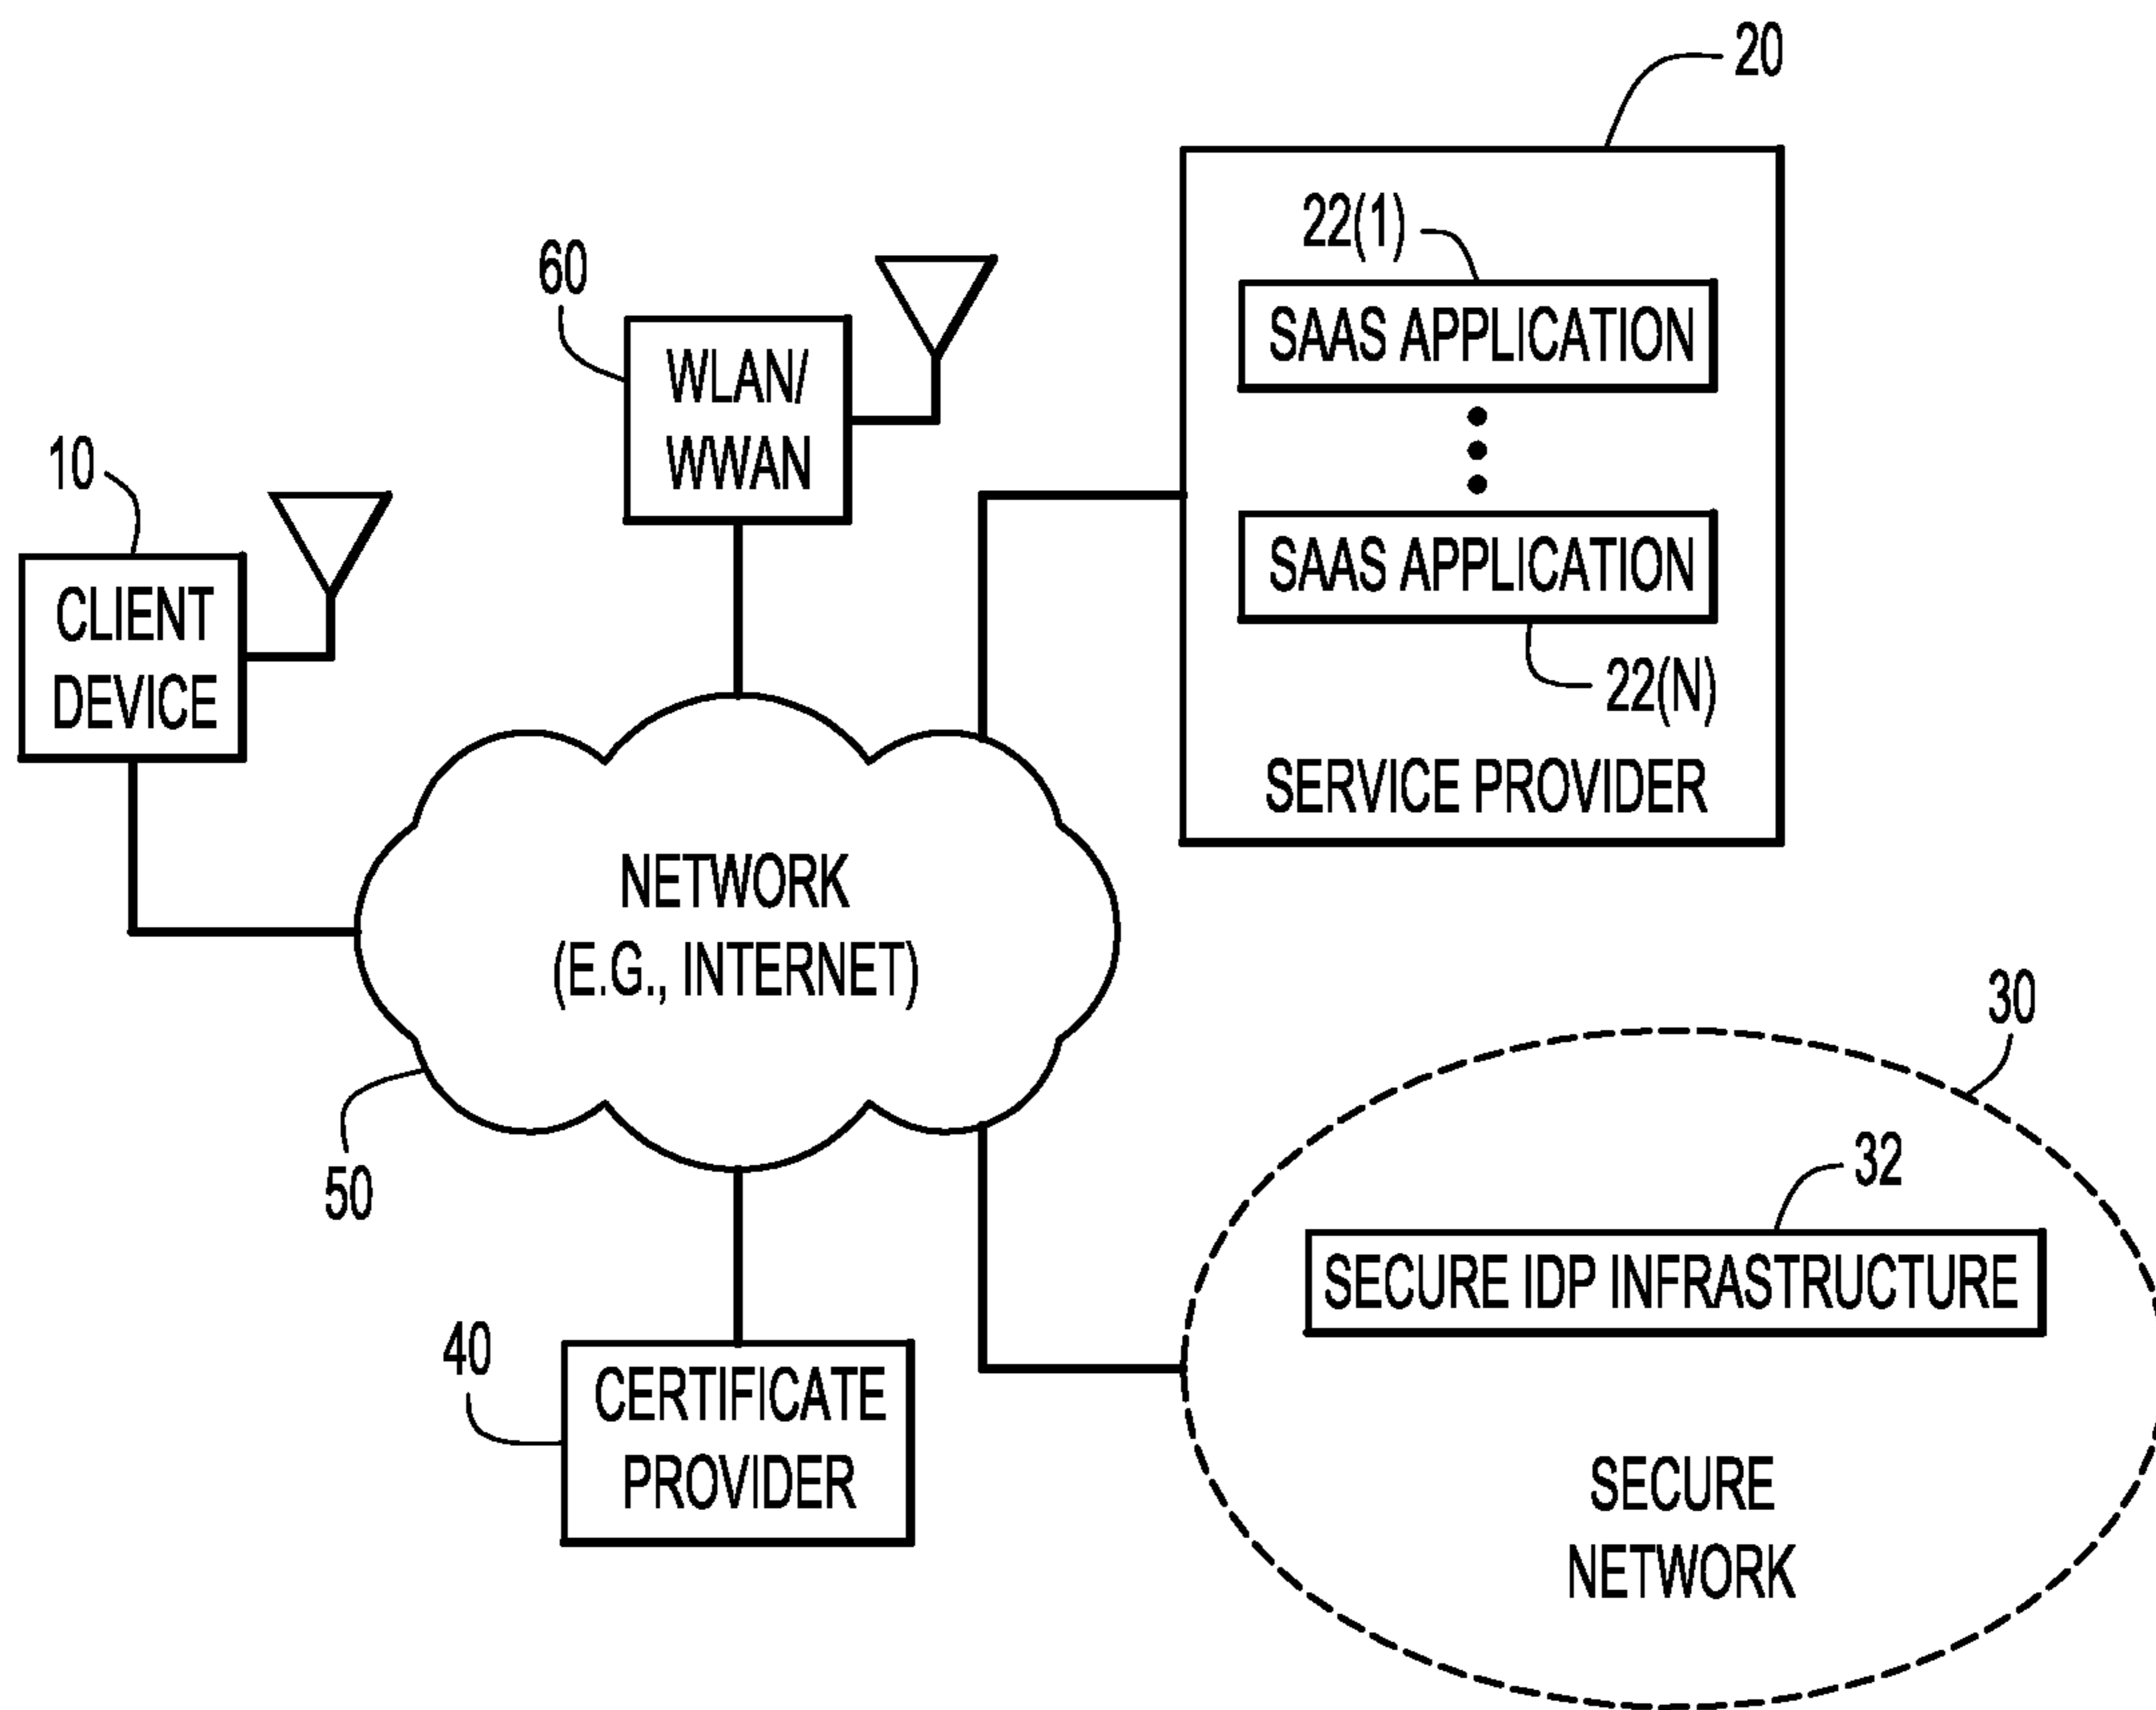 20
22(1)
SAAS APPLICATION
SAAS APPLICATION
22(N)
SERVICE PROVIDER
60
WLAN/
WWAN
10
CLIENT
DEVICE
NETWORK
(E.G., INTERNET)
50
30
32
SECURE IDP INFRASTRUCTURE
SECURE
NETWORK
40
CERTIFICATE
PROVIDER